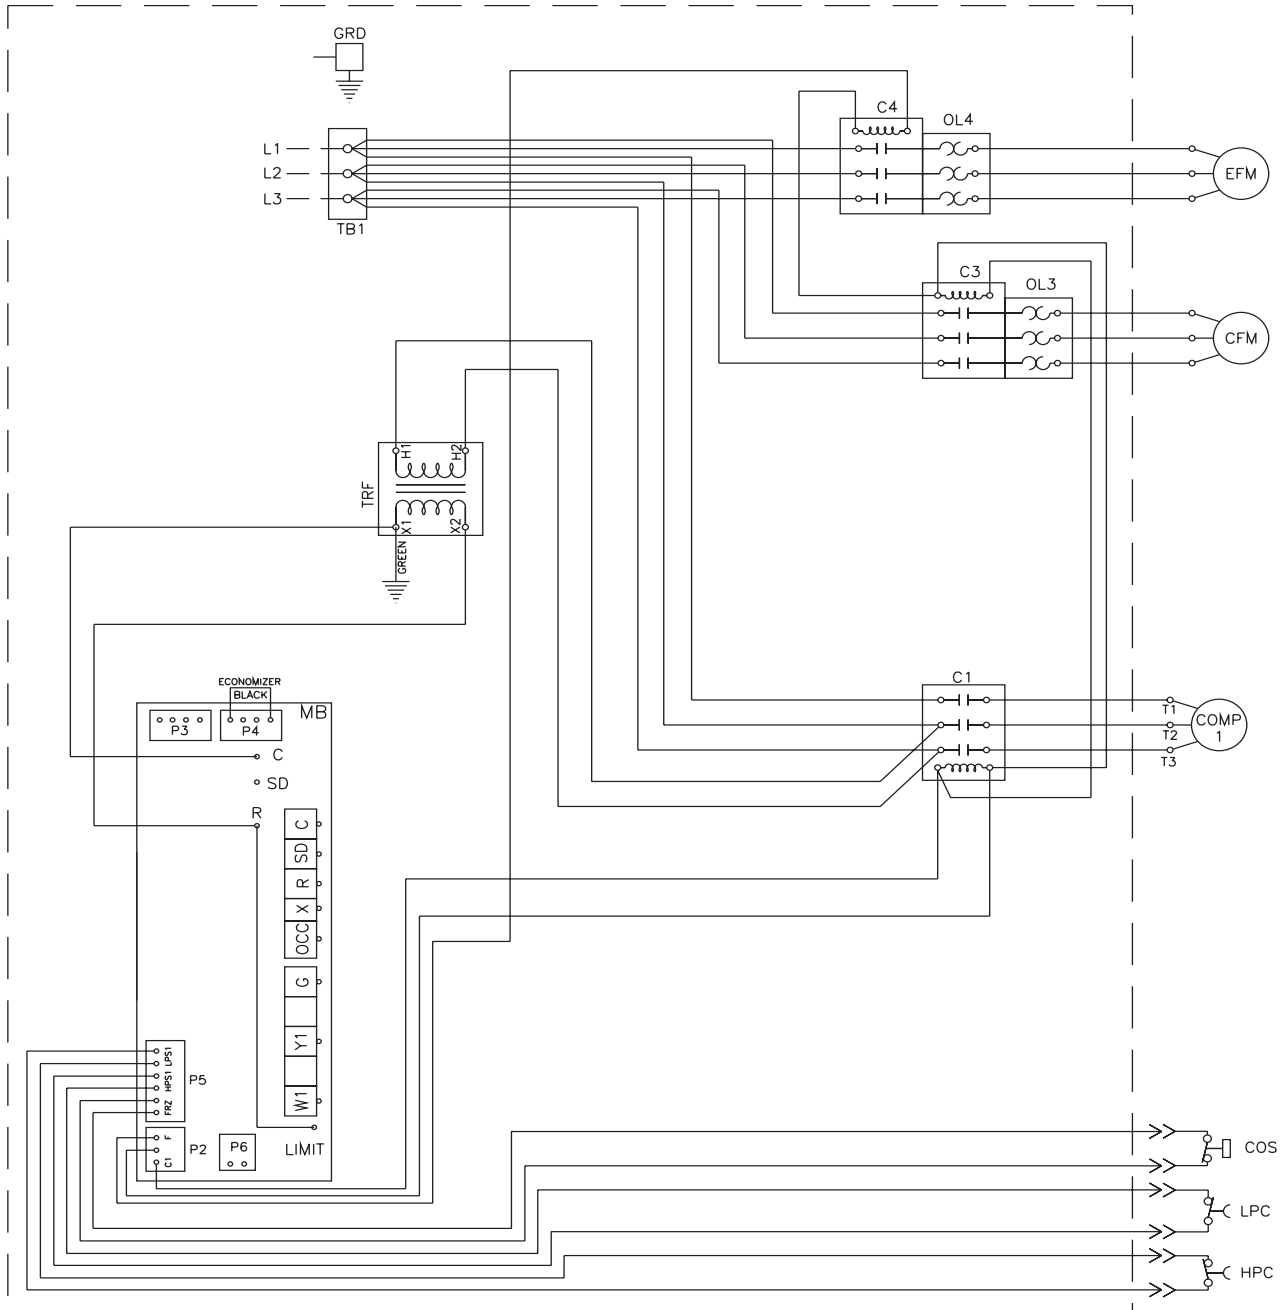 GRD
C4
OL4
L1
L2
L3
EFM
TB1
C3
OL3
CFM
H1
H2
TRF
X1
X2
GREEN
ECONOMIZER
BLACK
MB
C1
P3
P4
T1
COMP
1
T2
T3
C
SD
R
C
SD
R
X
OCC
G
Y1
W1
LPS1
HPS1
FRZ
P5
F
C1
P2
P6
LIMIT
COS
LPC
HPC